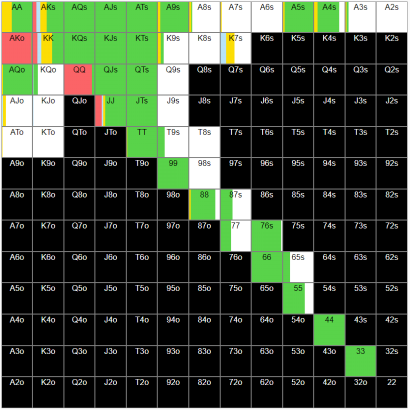 AA AKs AQs AJs ATs A9s A8s A7s A6s A5s A4s A3s A2s
AKo KK KQs KJs KTs K9s K8s K7s K6s K5s K4s K3s K2s
AQo KQo QQ QJs QTs Q9s Q8s Q7s Q6s Q5s Q4s Q3s Q2s
AJo KJo QJo JJ JTs J9s J8s J7s J6s J5s J4s J3s J2s
ATo KTo QTo JTo TT T9s T8s T7s T6s T5s T4s T3s T2s
A9o K9o Q9o J9o T9o 99 98s 97s 96s 95s 94s 93s 92s
A8o K8o Q8o J8o T8o 98o 88 87s 86s 85s 84s 83s 82s
A7o K7o Q7o J7o T7o 97o 87o 77 76s 75s 74s 73s 72s
A6o K6o Q6o J6o T6o 96o 86o 76o 66 65s 64s 63s 62s
A5o K5o Q5o J5o T5o 95o 85o 75o 65o 55 54s 53s 52s
A4o K4o Q4o J4o T4o 94o 84o 74o 64o 54o 44 43s 42s
A3o K3o Q3o J3o T3o 93o 83o 73o 63o 53o 43o 33 32s
A2o K2o Q2o J2o T2o 92o 82o 72o 62o 52o 42o 32o 22